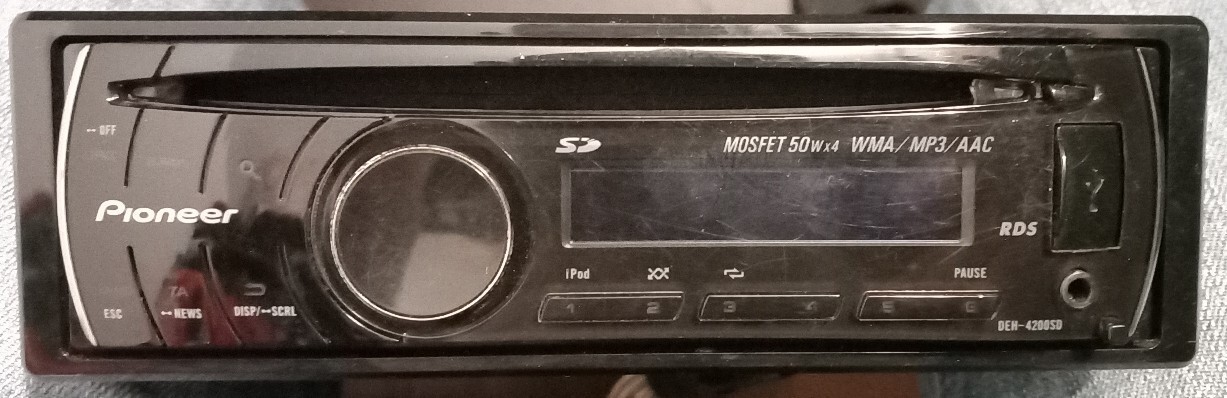 OFF
Pioneer
ESC
TA
NEWS
DISP/SCRL
SD
MOSFET 50Wx4 WMA/MP3/AAC
RDS
iPod
PAUSE
1 2 3 4 5 6
DEH-4200SD